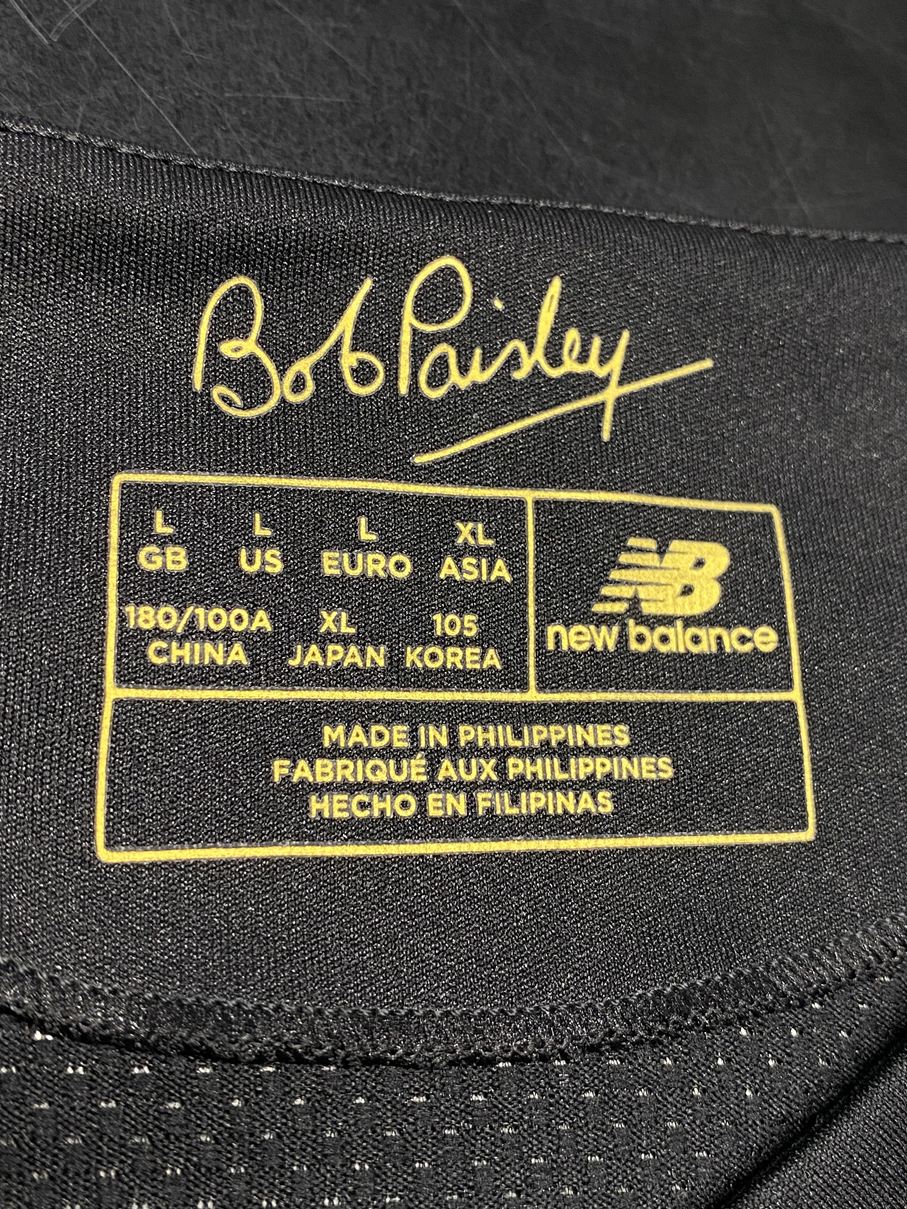 Bob Paisley
L L L XL
GB US EURO ASIA
180/100A XL 105
CHINA JAPAN KOREA
NB
new balance
MADE IN PHILIPPINES
FABRIQUÉ AUX PHILIPPINES
HECHO EN FILIPINAS